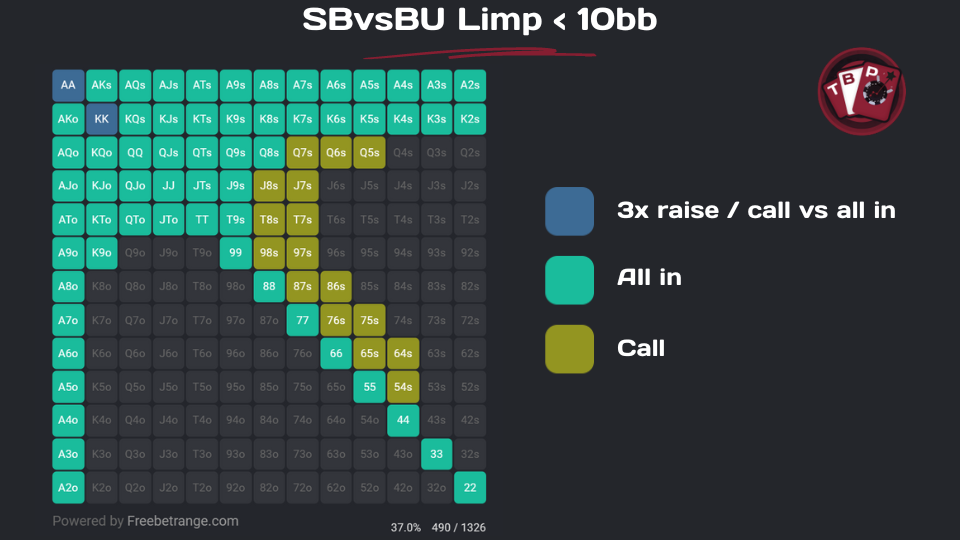 SBvsBU Limp < 10bb
T B P
AA AKs AQs AJs ATs A9s A8s A7s A6s A5s A4s A3s A2s
AKo KK KQs KJs KTs K9s K8s K7s K6s K5s K4s K3s K2s
AQo KQo QQ QJs QTs Q9s Q8s Q7s Q6s Q5s Q4s Q3s Q2s
AJo KJo QJo JJ JTs J9s J8s J7s J6s J5s J4s J3s J2s
ATo KTo QTo JTo TT T9s T8s T7s T6s T5s T4s T3s T2s
A9o K9o Q9o J9o T9o 99 98s 97s 96s 95s 94s 93s 92s
A8o K8o Q8o J8o T8o 98o 88 87s 86s 85s 84s 83s 82s
A7o K7o Q7o J7o T7o 97o 87o 77 76s 75s 74s 73s 72s
A6o K6o Q6o J6o T6o 96o 86o 76o 66 65s 64s 63s 62s
A5o K5o Q5o J5o T5o 95o 85o 75o 65o 55 54s 53s 52s
A4o K4o Q4o J4o T4o 94o 84o 74o 64o 54o 44 43s 42s
A3o K3o Q3o J3o T3o 93o 83o 73o 63o 53o 43o 33 32s
A2o K2o Q2o J2o T2o 92o 82o 72o 62o 52o 42o 32o 22
3x raise / call vs all in
All in
Call
Powered by Freebetrange.com
37.0% 490 / 1326